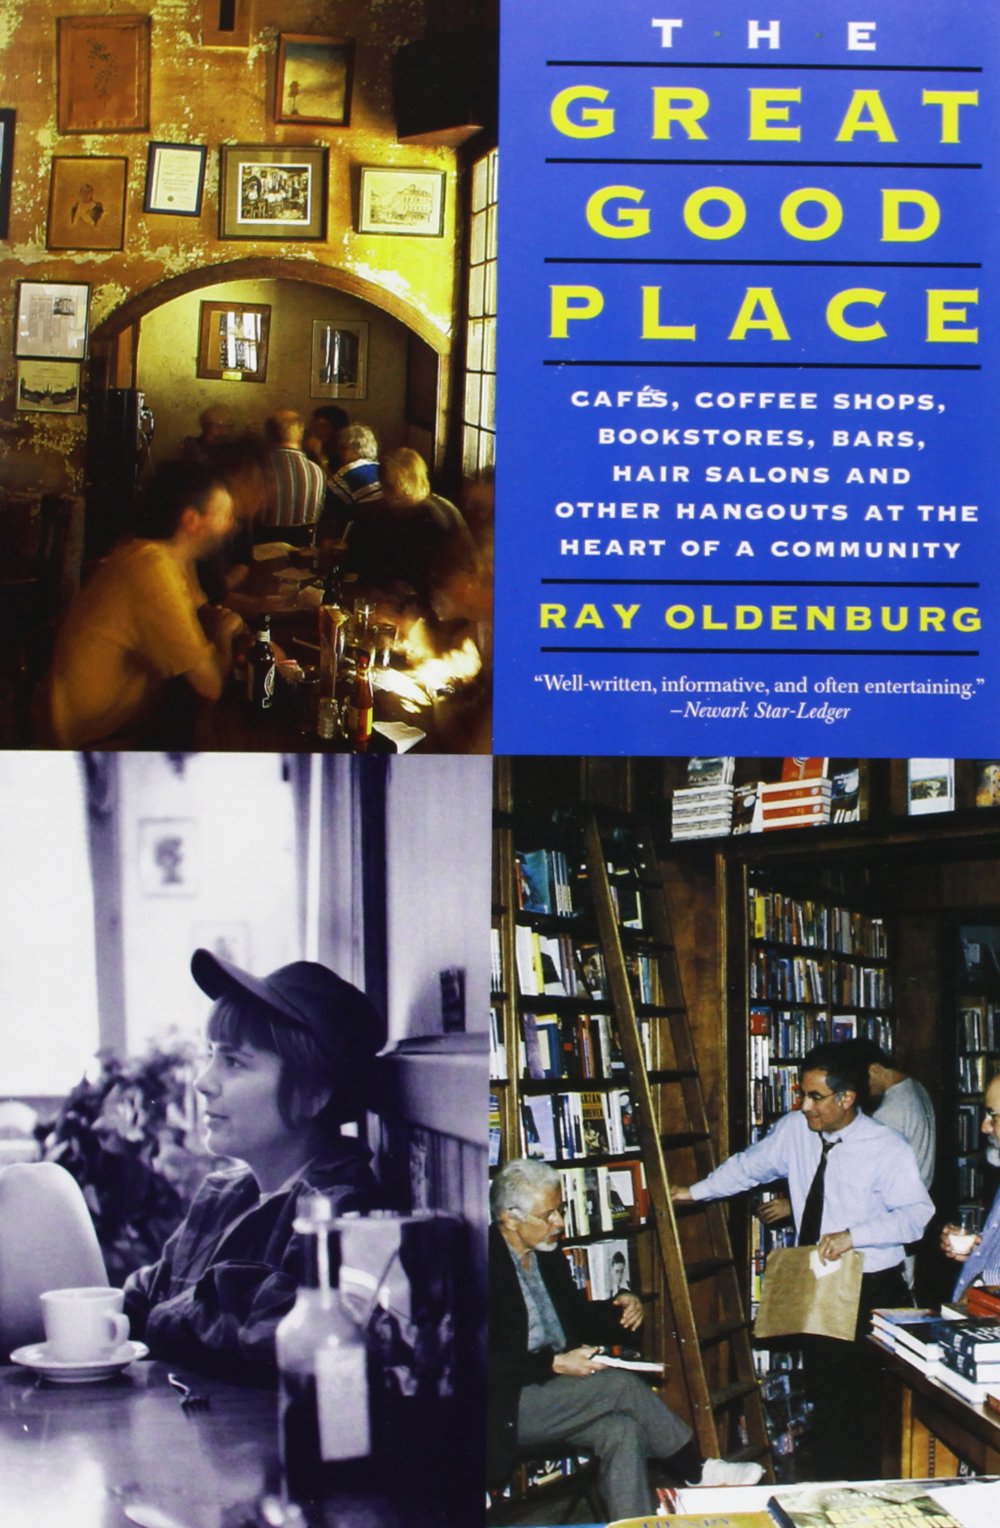 THE
GREAT
GOOD
PLACE
CAFÉS, COFFEE SHOPS,
BOOKSTORES, BARS,
HAIR SALONS AND
OTHER HANGOUTS AT THE
HEART OF A COMMUNITY
RAY OLDENBURG
“Well-written, informative, and often entertaining.”
–Newark Star-Ledger